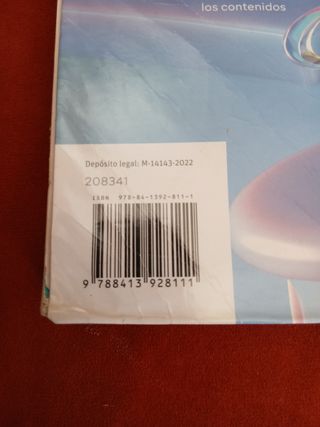 los contenidos
Depósito legal: M-14143-2022
208341
ISBN 978-84-1392-811-1
9 788413 928111